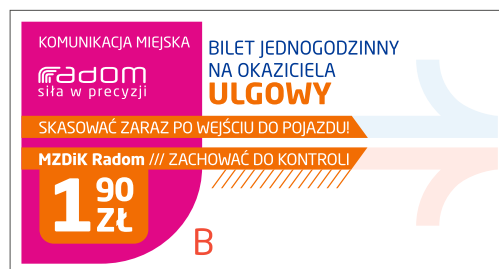 KOMUNIKACJA MIEJSKA
radom
siła w precyzji
BILET JEDNOGODZINNY
NA OKAZICIELA
ULGOWY
SKASOWAĆ ZARAZ PO WEJŚCIU DO POJAZDU!
MZDiK Radom /// ZACHOWAĆ DO KONTROLI
1 90 ZŁ
B